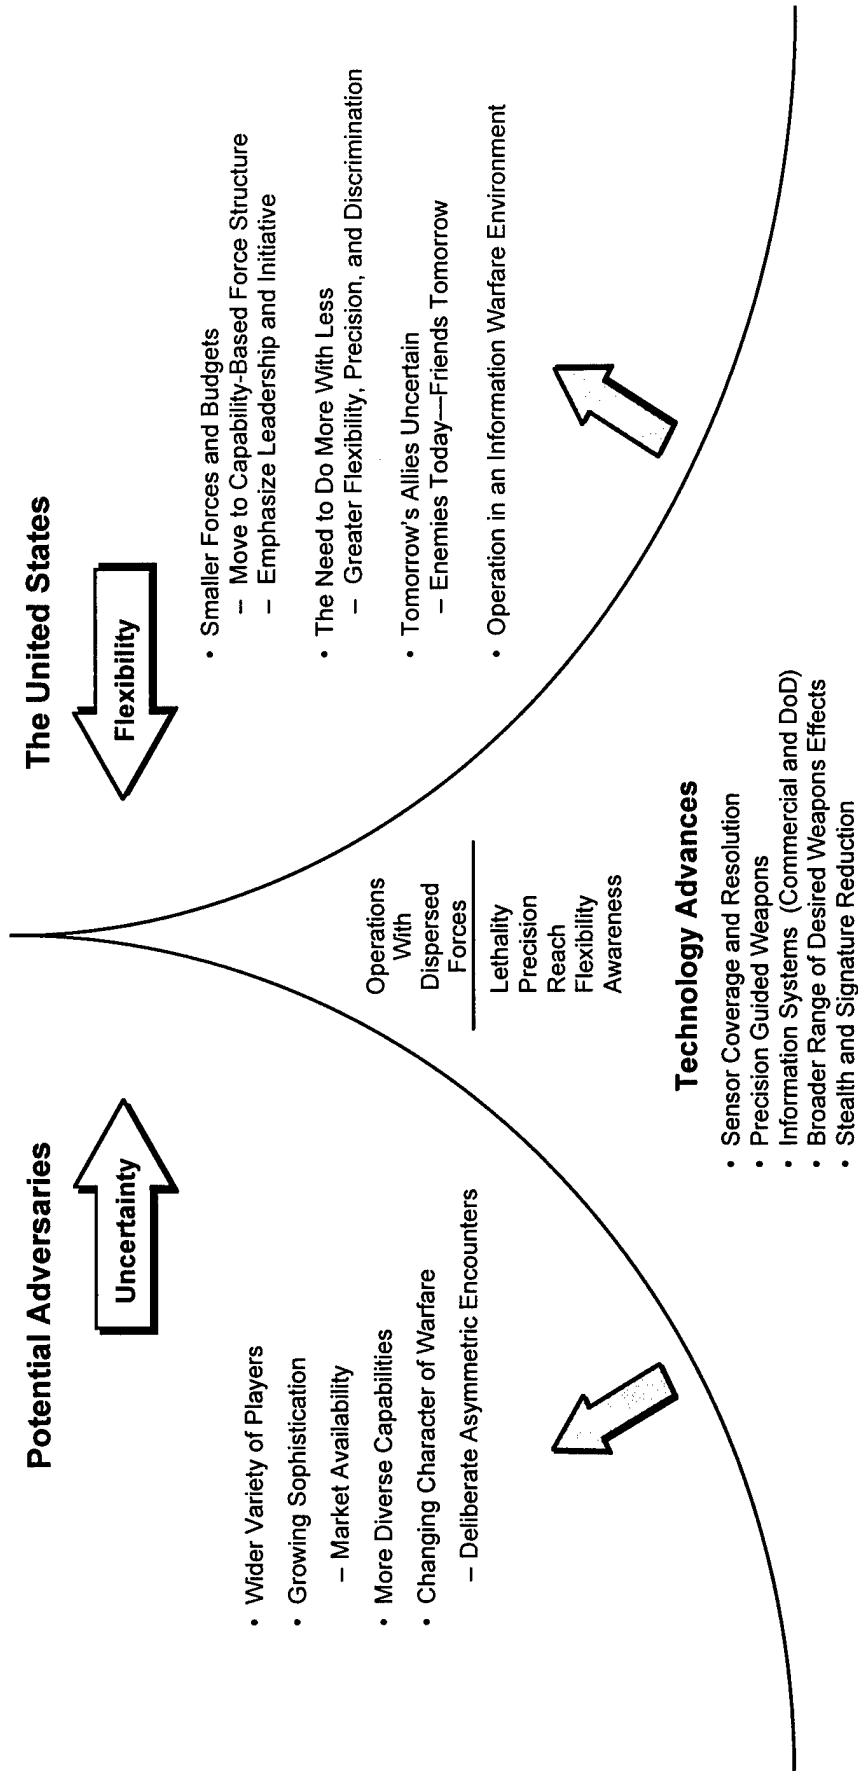 Potential Adversaries
Uncertainty
• Wider Variety of Players
• Growing Sophistication
– Market Availability
• More Diverse Capabilities
• Changing Character of Warfare
– Deliberate Asymmetric Encounters
The United States
Flexibility
• Smaller Forces and Budgets
– Move to Capability-Based Force Structure
– Emphasize Leadership and Initiative
• The Need to Do More With Less
– Greater Flexibility, Precision, and Discrimination
• Tomorrow's Allies Uncertain
– Enemies Today—Friends Tomorrow
• Operation in an Information Warfare Environment
Operations
With
Dispersed
Forces
Lethality
Precision
Reach
Flexibility
Awareness
Technology Advances
• Sensor Coverage and Resolution
• Precision Guided Weapons
• Information Systems (Commercial and DoD)
• Broader Range of Desired Weapons Effects
• Stealth and Signature Reduction